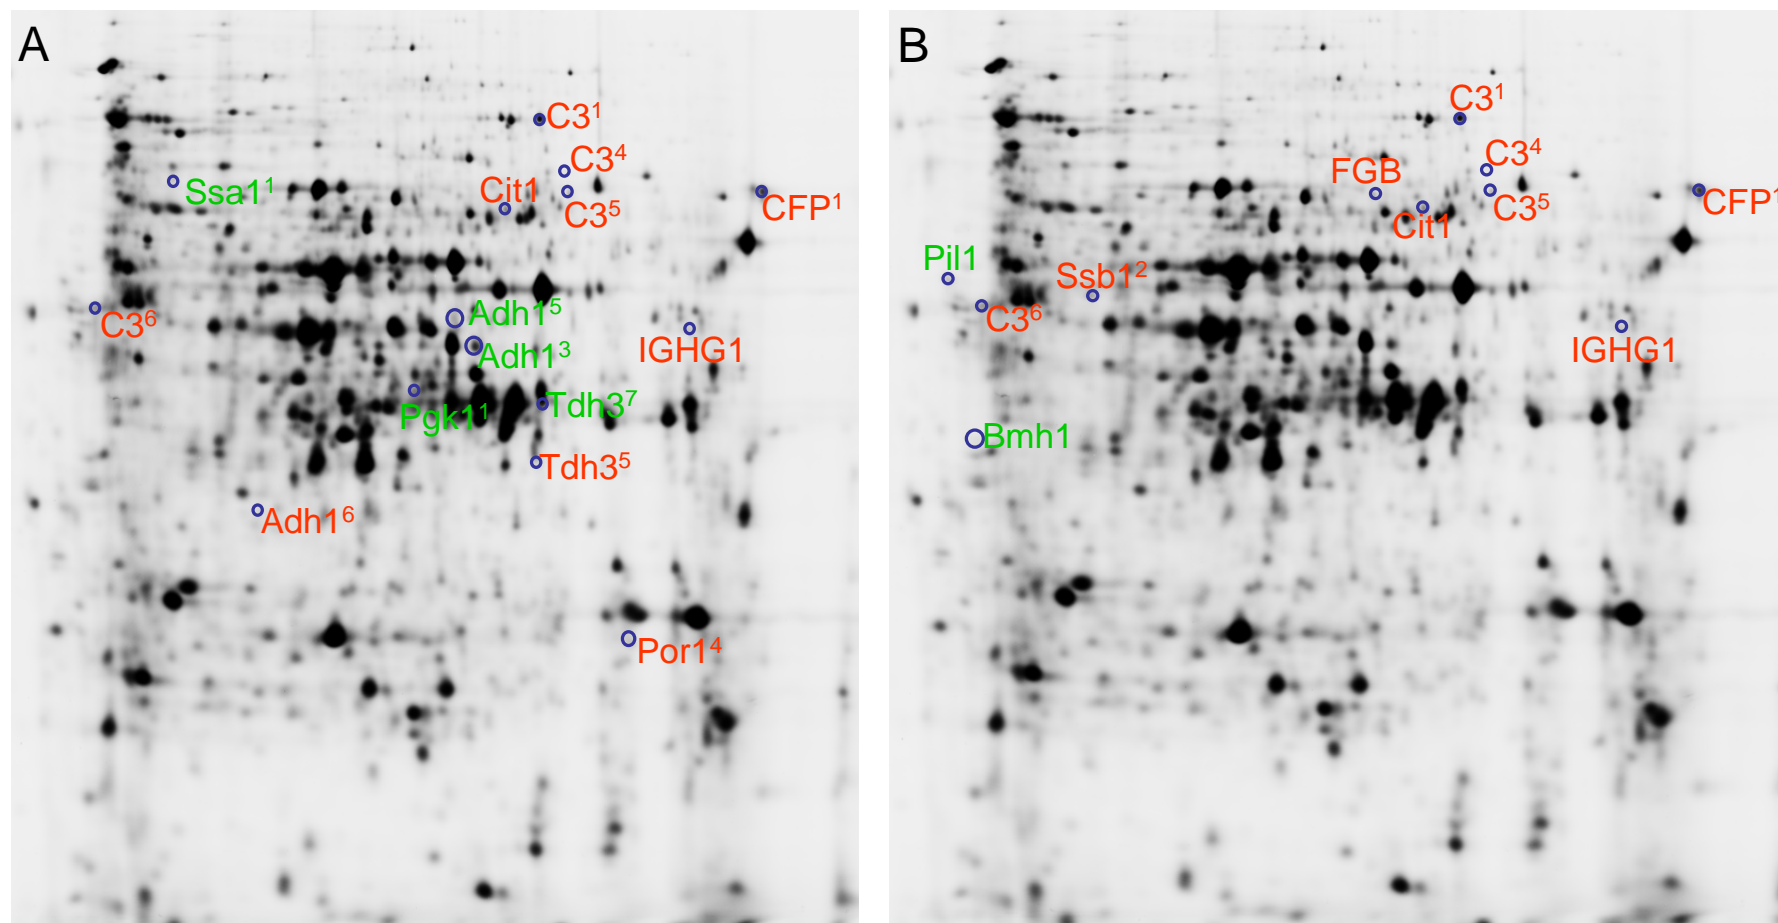 A
C3¹
C3⁴
Ssa1¹
Cit1
C3⁵
CFP¹
C3⁶
Adh1⁵
Adh1³
IGHG1
Pgk1¹
Tdh3⁷
Tdh3⁵
Adh1⁶
Por1⁴
B
C3¹
C3⁴
FGB
C3⁵
CFP¹
Cit1
Pil1
Ssb1²
C3⁶
IGHG1
Bmh1